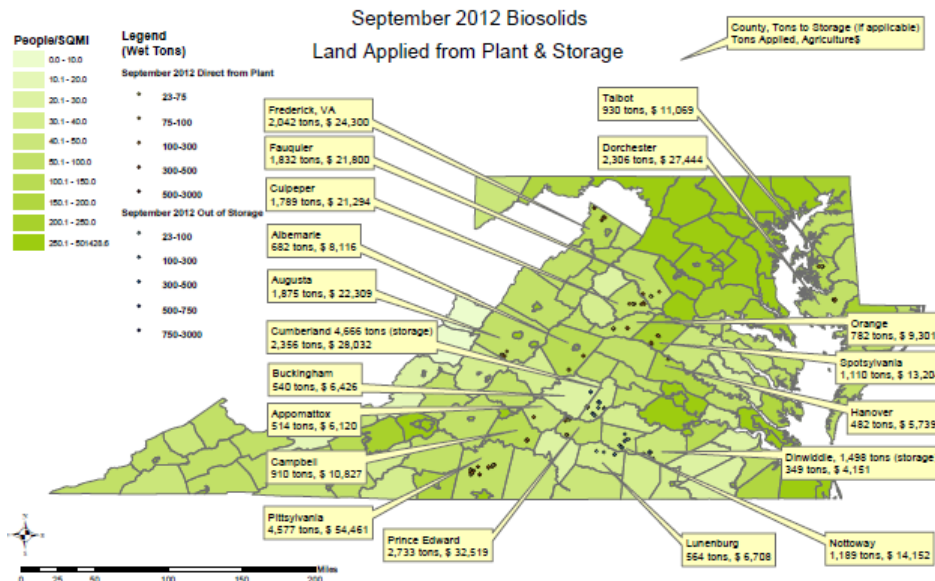 September 2012 Biosolids
Land Applied from Plant & Storage
People/SQMI
0.0 - 10.0
10.1 - 20.0
20.1 - 30.0
30.1 - 40.0
40.1 - 50.0
50.1 - 100.0
100.1 - 150.0
150.1 - 200.0
200.1 - 250.0
250.1 - 501428.6
Legend
(Wet Tons)
September 2012 Direct from Plant
23-75
75-100
100-300
300-500
500-3000
September 2012 Out of Storage
23-100
100-300
300-500
500-750
750-3000
County, Tons to Storage (if applicable)
Tons Applied, Agriculture$
Frederick, VA
2,042 tons, $ 24,300
Fauquier
1,832 tons, $ 21,800
Culpeper
1,789 tons, $ 21,294
Albemarle
682 tons, $ 8,116
Augusta
1,875 tons, $ 22,309
Cumberland 4,666 tons (storage)
2,356 tons, $ 28,032
Buckingham
540 tons, $ 6,426
Appomattox
514 tons, $ 6,120
Campbell
910 tons, $ 10,827
Pittsylvania
4,577 tons, $ 54,461
Prince Edward
2,733 tons, $ 32,519
Talbot
930 tons, $ 11,069
Dorchester
2,306 tons, $ 27,444
Orange
782 tons, $ 9,301
Spotsylvania
1,110 tons, $ 13,20
Hanover
482 tons, $ 5,739
Dinwiddie, 1,498 tons (storage
349 tons, $ 4,151
Nottoway
1,189 tons, $ 14,152
Lunenburg
564 tons, $ 6,708
Miles
0 25 50 100 150 200